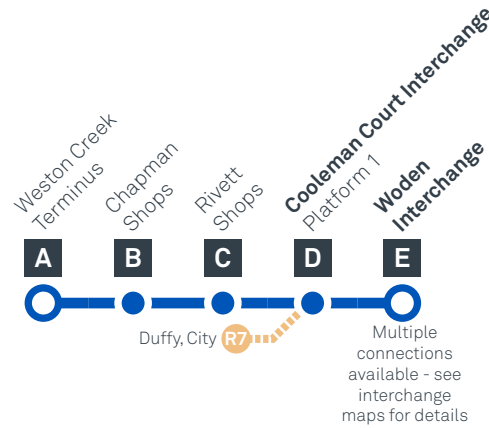 Weston Creek
Terminus
Chapman
Shops
Rivett
Shops
Cooleman Court Interchange
Platform 1
Woden
Interchange
A
B
C
D
E
Duffy, City R7
Multiple
connections
available - see
interchange
maps for details